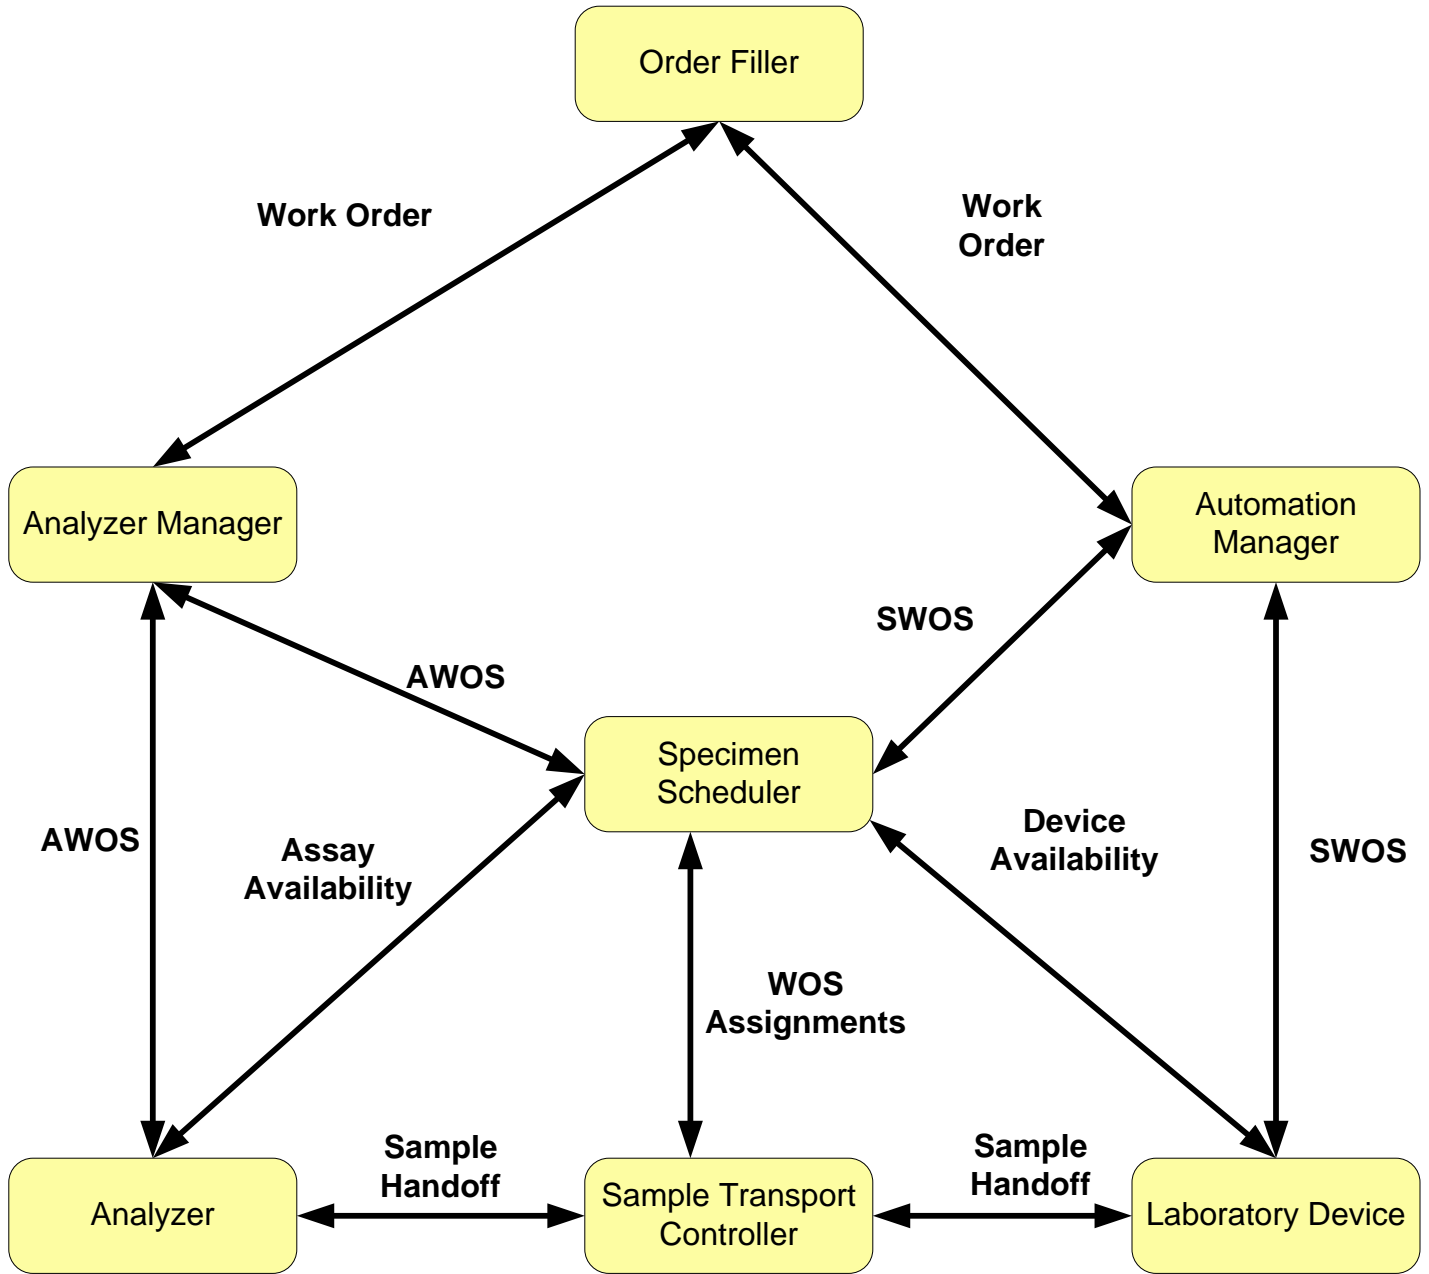 Order Filler
Work Order
Work
Order
Analyzer Manager
Automation
Manager
SWOS
AWOS
Specimen
Scheduler
AWOS
Assay
Availability
Device
Availability
SWOS
WOS
Assignments
Sample
Handoff
Sample
Handoff
Analyzer
Sample Transport
Controller
Laboratory Device